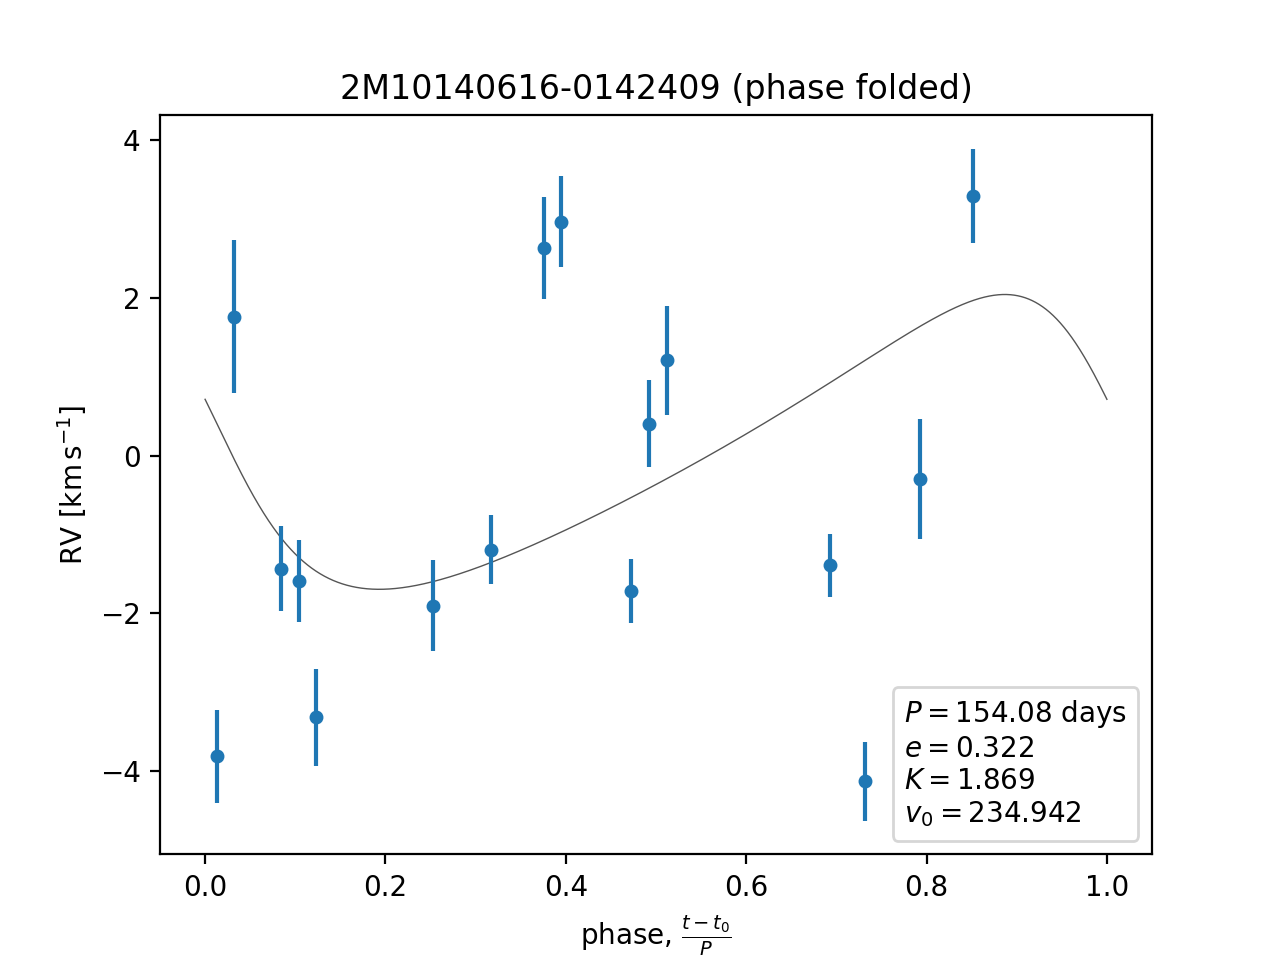 2M10140616-0142409 (phase folded)
4
2
0
−2
−4
RV [km s⁻¹]
P = 154.08 days
e = 0.322
K = 1.869
v₀ = 234.942
0.0 0.2 0.4 0.6 0.8 1.0
phase, (t − t₀)/P